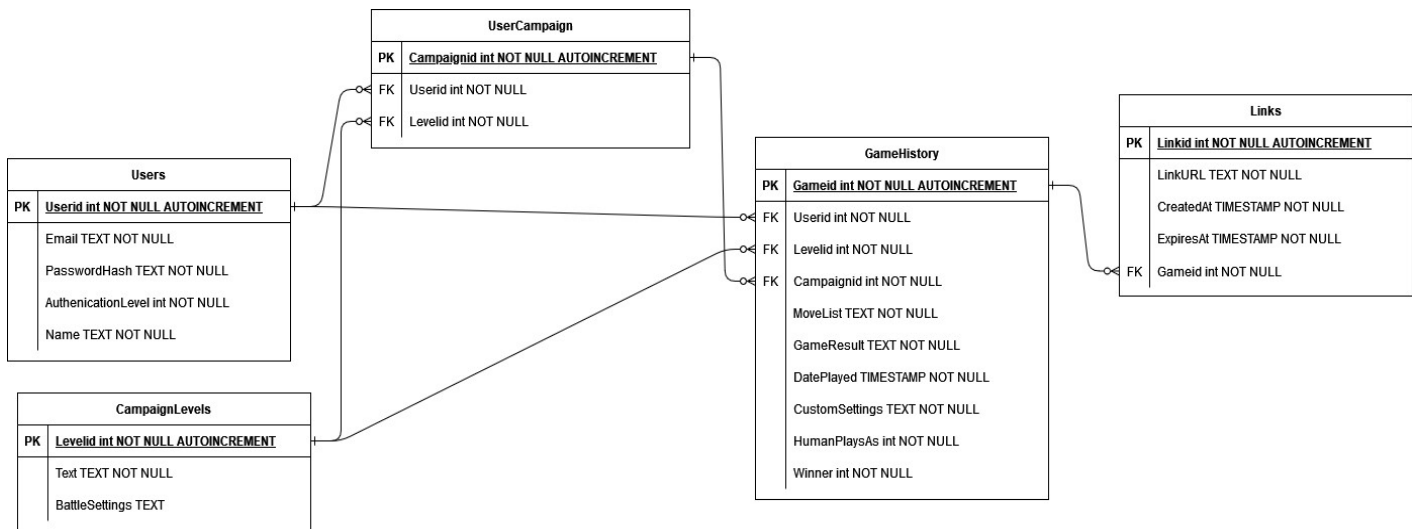 UserCampaign
PK Campaignid int NOT NULL AUTOINCREMENT
FK Userid int NOT NULL
FK Levelid int NOT NULL
Users
PK Userid int NOT NULL AUTOINCREMENT
Email TEXT NOT NULL
PasswordHash TEXT NOT NULL
AuthenicationLevel int NOT NULL
Name TEXT NOT NULL
CampaignLevels
PK Levelid int NOT NULL AUTOINCREMENT
Text TEXT NOT NULL
BattleSettings TEXT
GameHistory
PK Gameid int NOT NULL AUTOINCREMENT
FK Userid int NOT NULL
FK Levelid int NOT NULL
FK Campaignid int NOT NULL
MoveList TEXT NOT NULL
GameResult TEXT NOT NULL
DatePlayed TIMESTAMP NOT NULL
CustomSettings TEXT NOT NULL
HumanPlaysAs int NOT NULL
Winner int NOT NULL
Links
PK Linkid int NOT NULL AUTOINCREMENT
LinkURL TEXT NOT NULL
CreatedAt TIMESTAMP NOT NULL
ExpiresAt TIMESTAMP NOT NULL
FK Gameid int NOT NULL